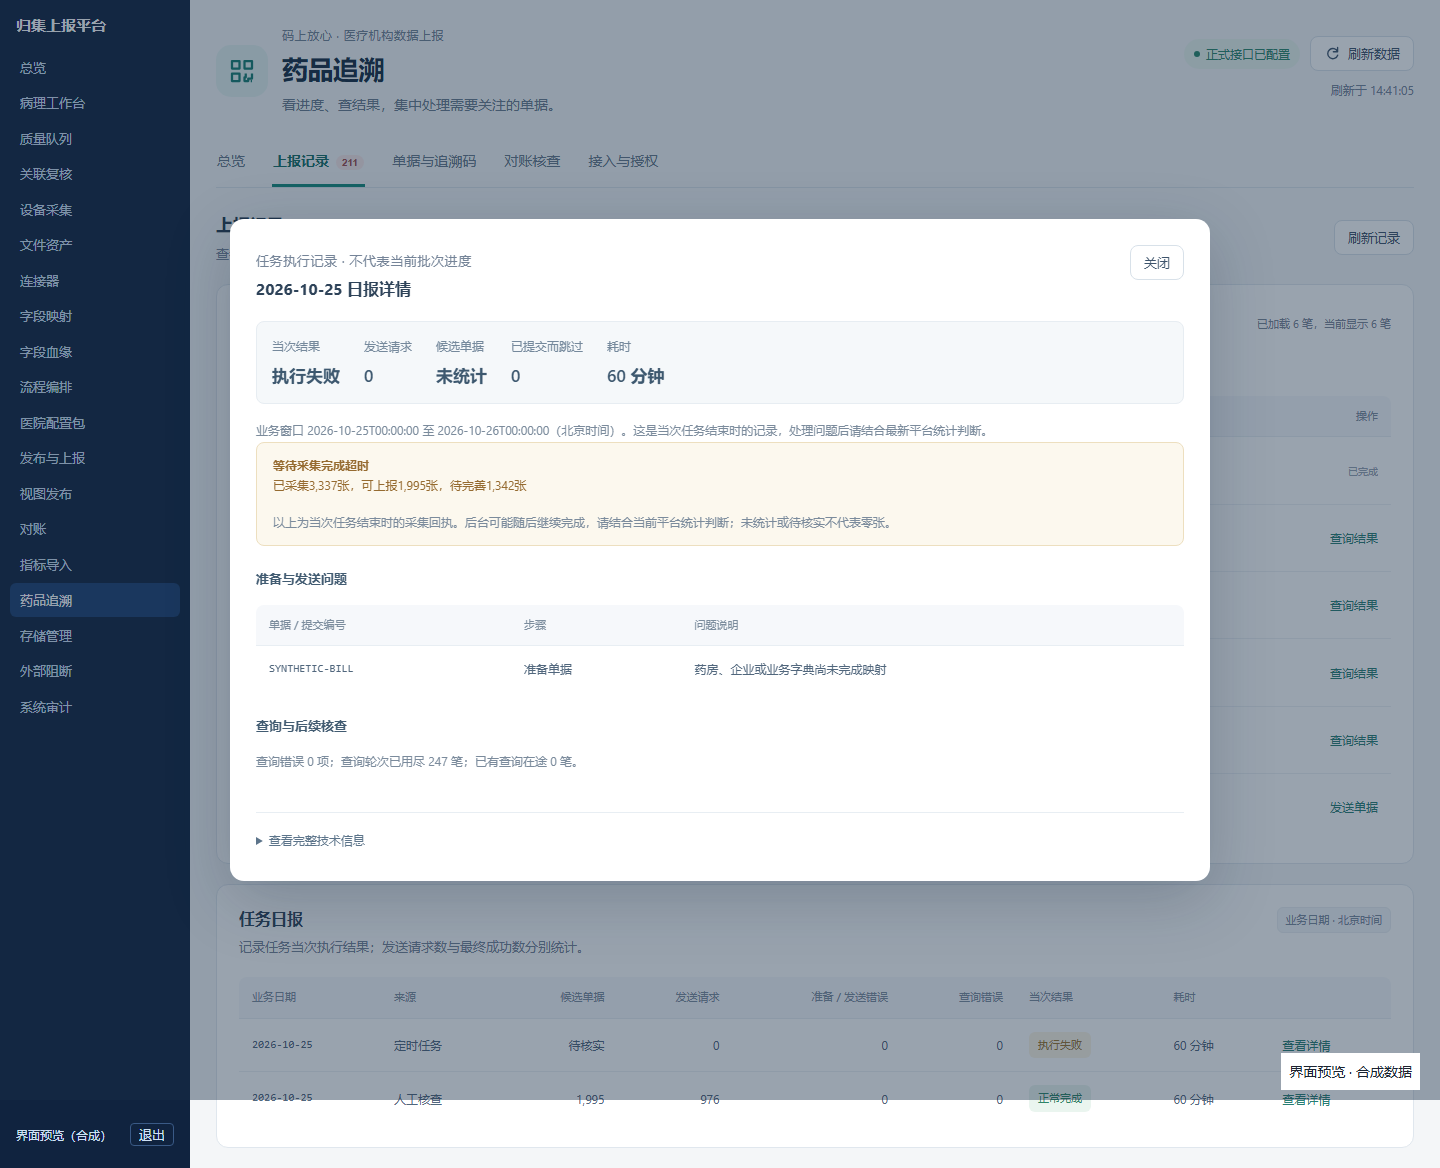 归集上报平台
总览
病理工作台
质量队列
关联复核
设备采集
文件资产
连接器
字段映射
字段血缘
流程编排
医院配置包
发布与上报
视图发布
对账
指标导入
药品追溯
存储管理
外部阻断
系统审计
界面预览（合成）
退出
码上放心 · 医疗机构数据上报
药品追溯
看进度、查结果，集中处理需要关注的单据。
正式接口已配置
刷新数据
刷新于 14:41:05
总览 上报记录 211 单据与追溯码 对账核查 接入与授权
刷新记录
已加载 6 笔，当前显示 6 笔
操作
已完成
查询结果
查询结果
查询结果
查询结果
发送单据
任务执行记录 · 不代表当前批次进度
2026-10-25 日报详情
关闭
当次结果 发送请求 候选单据 已提交而跳过 耗时
执行失败 0 未统计 0 60 分钟
业务窗口 2026-10-25T00:00:00 至 2026-10-26T00:00:00（北京时间）。这是当次任务结束时的记录，处理问题后请结合最新平台统计判断。
等待采集完成超时
已采集3,337张，可上报1,995张，待完善1,342张
以上为当次任务结束时的采集回执。后台可能随后继续完成，请结合当前平台统计判断；未统计或待核实不代表零张。
准备与发送问题
单据 / 提交编号 步骤 问题说明
SYNTHETIC-BILL 准备单据 药房、企业或业务字典尚未完成映射
查询与后续核查
查询错误 0 项；查询轮次已用尽 247 笔；已有查询在途 0 笔。
查看完整技术信息
任务日报
记录任务当次执行结果；发送请求数与最终成功数分别统计。
业务日期 · 北京时间
业务日期 来源 候选单据 发送请求 准备 / 发送错误 查询错误 当次结果 耗时
2026-10-25 定时任务 待核实 0 0 0 执行失败 60 分钟 查看详情
2026-10-25 人工核查 1,995 976 0 0 正常完成 60 分钟 查看详情
界面预览 · 合成数据